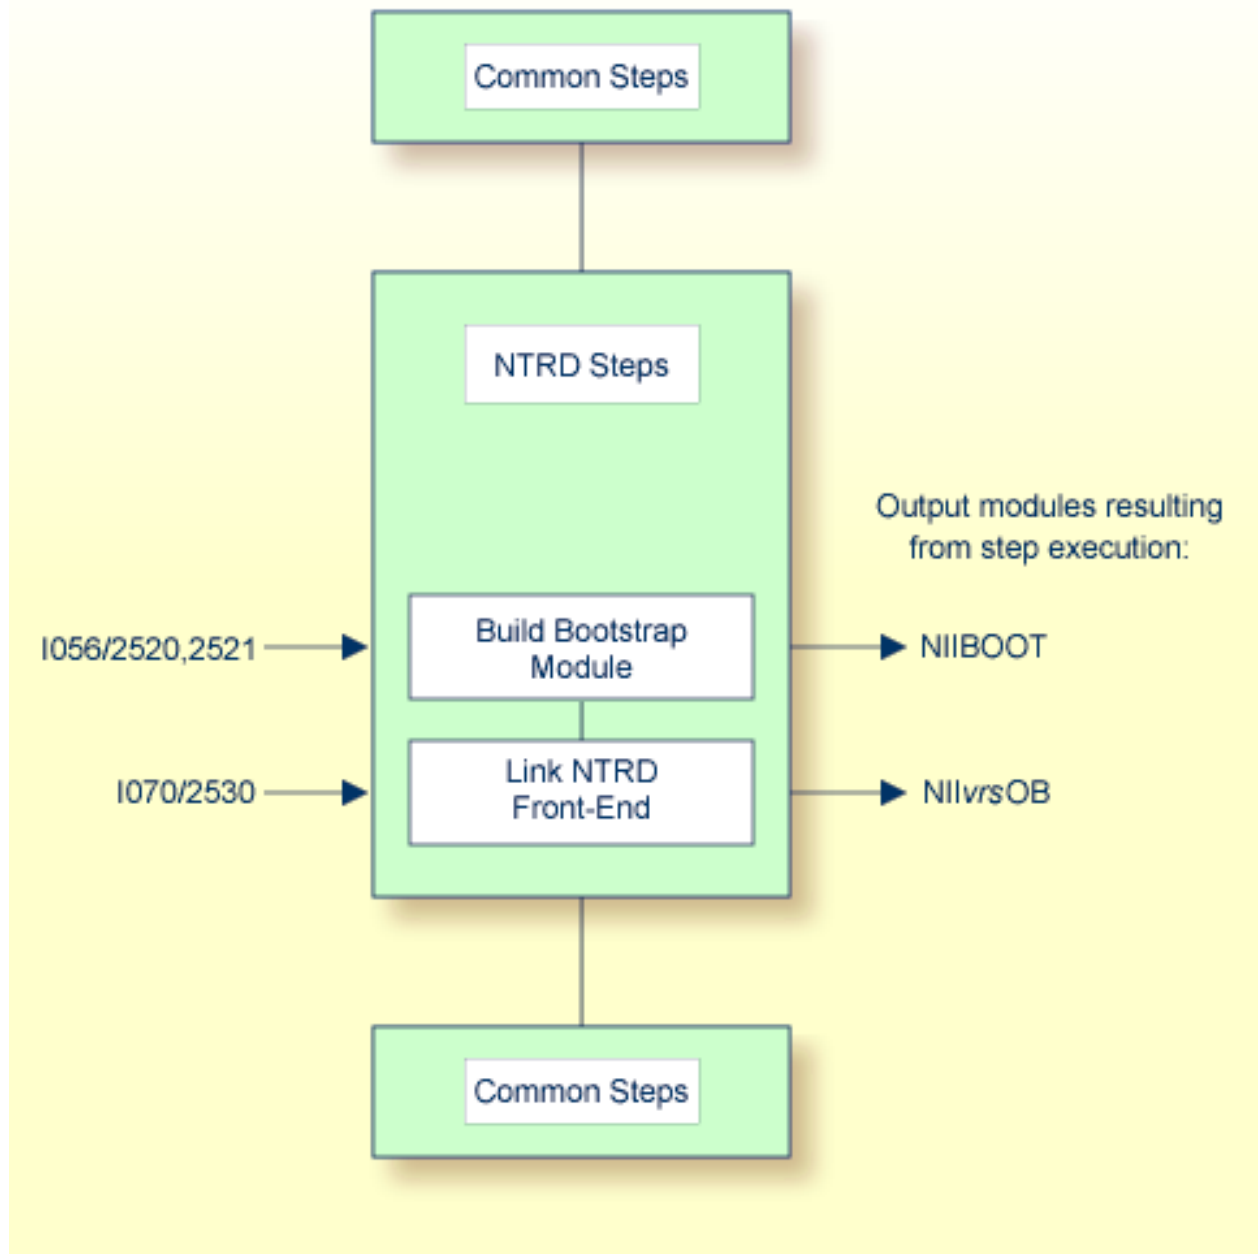 Common Steps
NTRD Steps
Output modules resulting
from step execution:
I056/2520,2521
Build Bootstrap
Module
NIIBOOT
I070/2530
Link NTRD
Front-End
NIIvrsOB
Common Steps